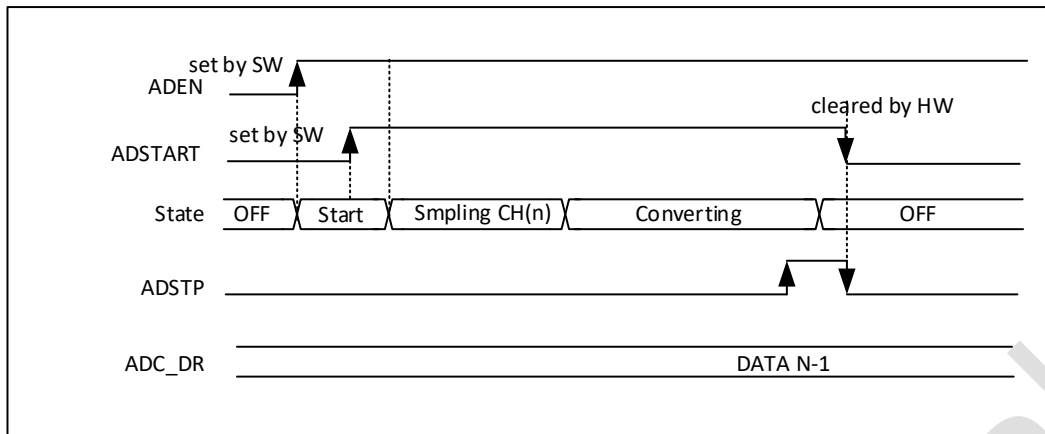 set by SW
ADEN
cleared by HW
set by SW
ADSTART
State OFF Start Smpling CH(n) Converting OFF
ADSTP
ADC_DR DATA N-1